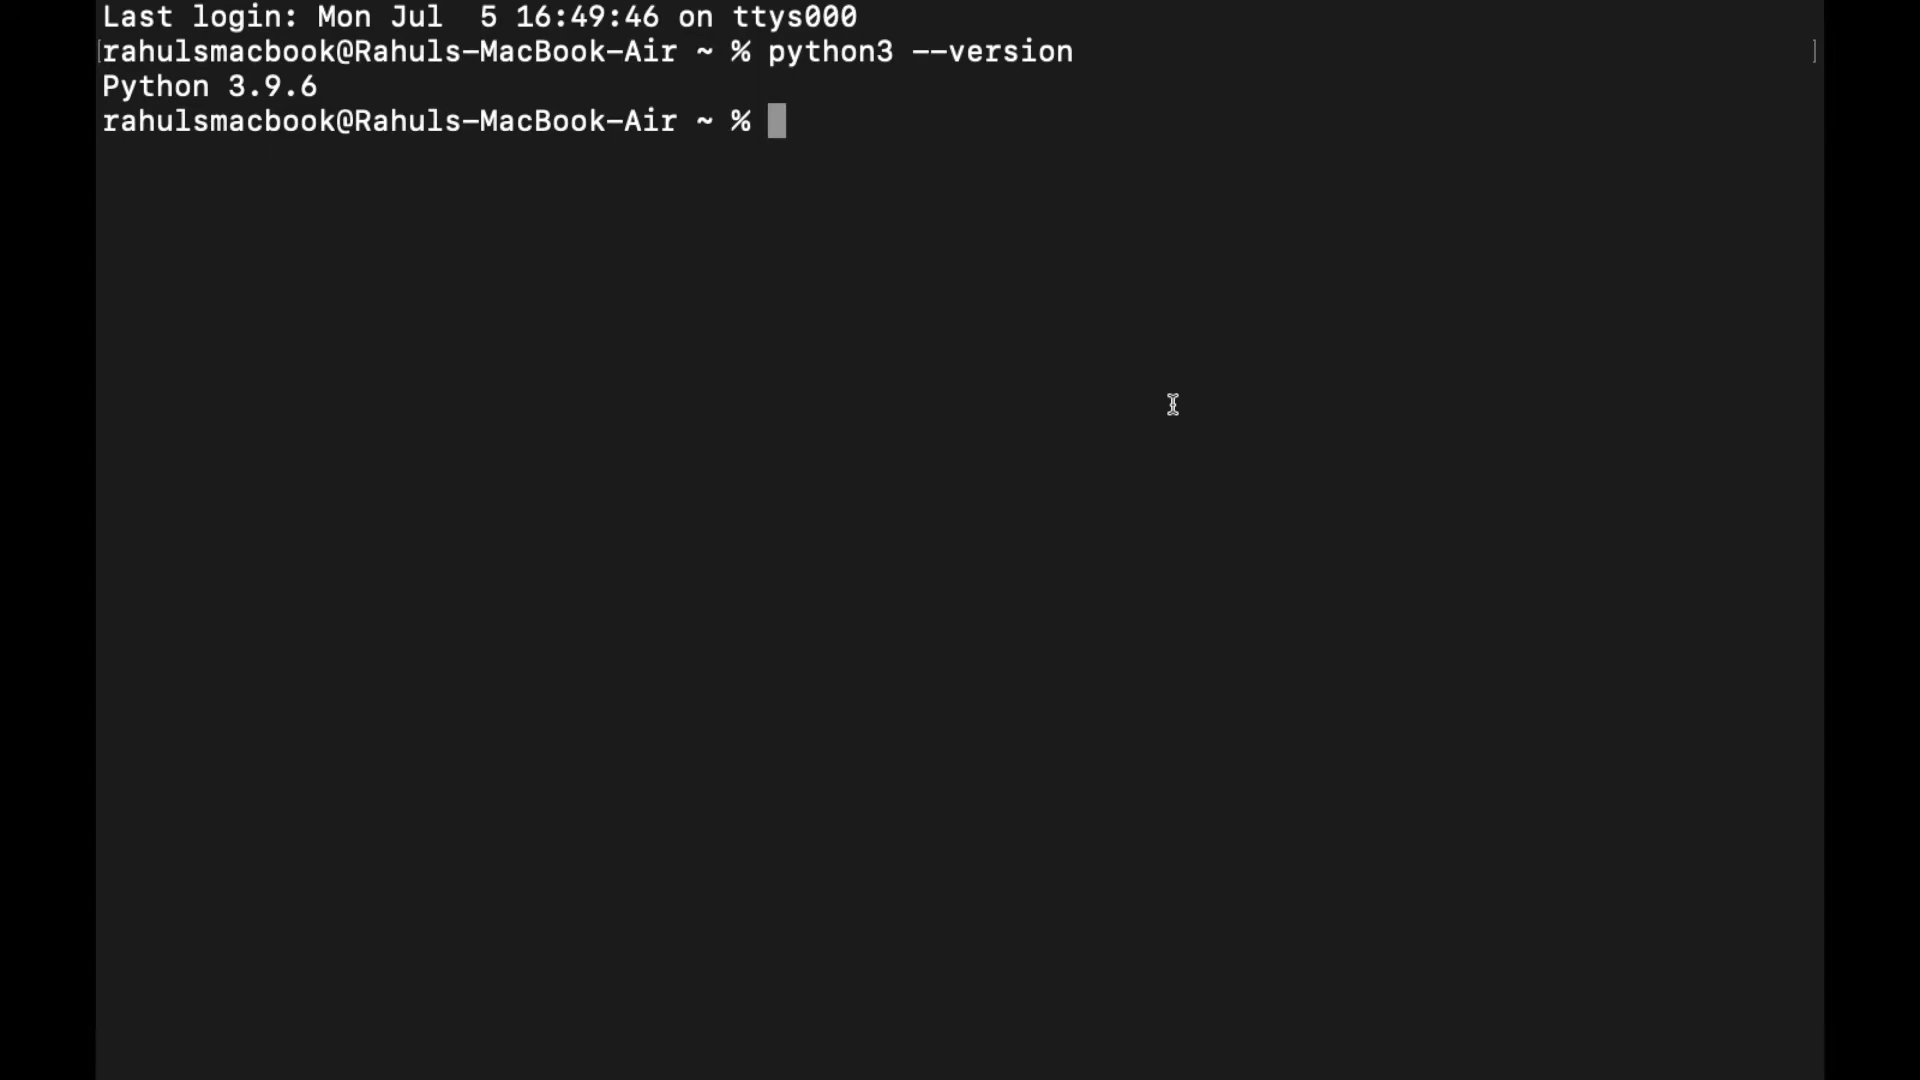 Last login: Mon Jul  5 16:49:46 on ttys000
[rahulsmacbook@Rahuls-MacBook-Air ~ % python3 --version ]
Python 3.9.6
rahulsmacbook@Rahuls-MacBook-Air ~ %